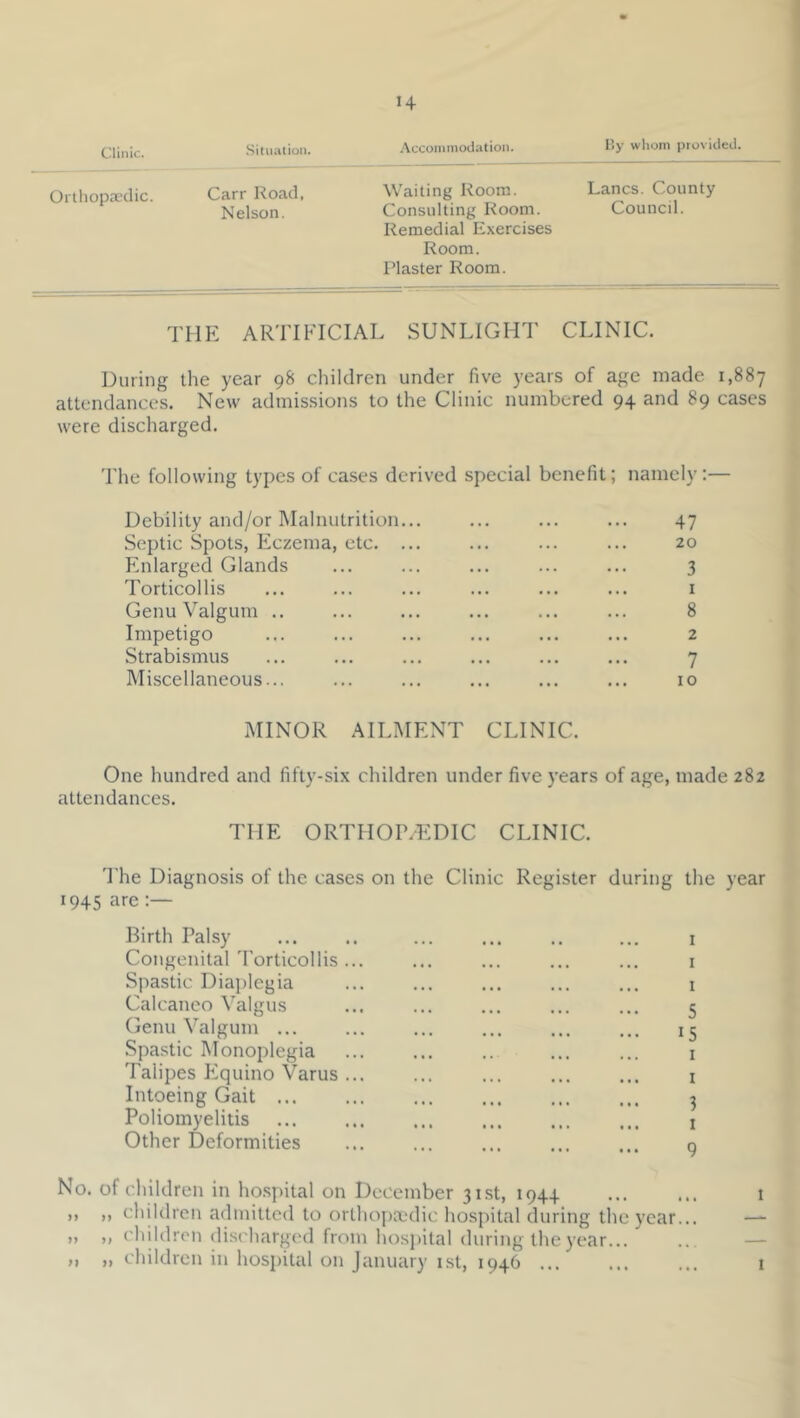 14
Clinic. Situation. Accommodation. By whom provided.
Orthopædic. Carr Road, Waiting Room. Lancs. County
Nelson. Consulting Room. Council.
Remedial Exercises
Room.
Plaster Room.
THE ARTIFICIAL SUNLIGHT CLINIC.
During the year 98 children under five years of age made 1,887
attendances. New admissions to the Clinic numbered 94 and 89 cases
were discharged.
The following types of cases derived special benefit; namely:—
Debility and/or Malnutrition... ... ... ... 47
Septic Spots, Eczema, etc. ... ... ... ... 20
Enlarged Glands ... ... ... ... ... 3
Torticollis ... ... ... ... ... ... 1
Genu Valgum .. ... ... ... ... ... 8
Impetigo ... ... ... ... ... ... 2
Strabismus ... ... ... ... ... ... 7
Miscellaneous... ... ... ... ... ... 10
MINOR AILMENT CLINIC.
One hundred and fifty-six children under five years of age, made 282
attendances.
THE ORTHOPÆDIC CLINIC.
The Diagnosis of the cases on the Clinic Register during the year
1945 are:—
Birth Palsy ... .. ... ... .. ... 1
Congenital Torticollis ... ... ... ... ... 1
Spastic Diaplegia ... ... ... ... ... 1
Calcaneo Valgus ... ... ... ... ... 5
Genu Valgum ... ... ... ... ... ... 15
Spastic Monoplegia ... ... .. ... ... 1
Talipes Equino Varus ... ... ... ... ... 1
Intoeing Gait ... ... ... ... ... ... 3
Poliomyelitis ... ... ... ... ... ... 1
Other Deformities ... ... ... ... ... 9
No. of children in hospital on December 31st, 1944 ... ... 1
„ „ children admitted to orthopædic hospital during the year... —
„ „ children discharged from hospital during the year... .. —
„ „ children in hospital on January 1st, 1946 ... ... ... 1